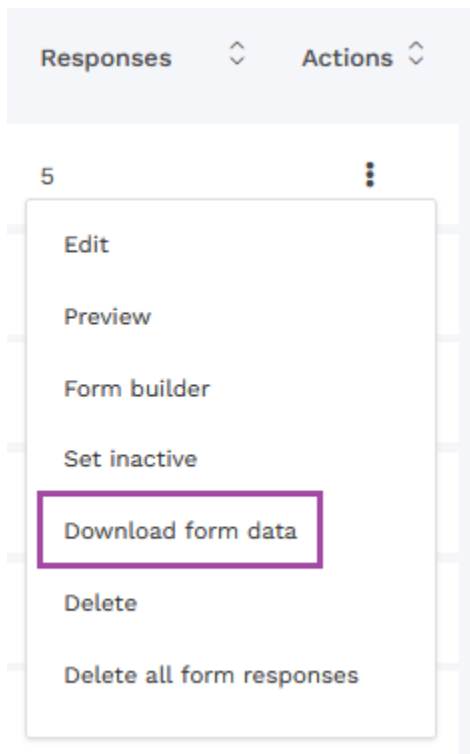 Responses Actions
5
Edit
Preview
Form builder
Set inactive
Download form data
Delete
Delete all form responses